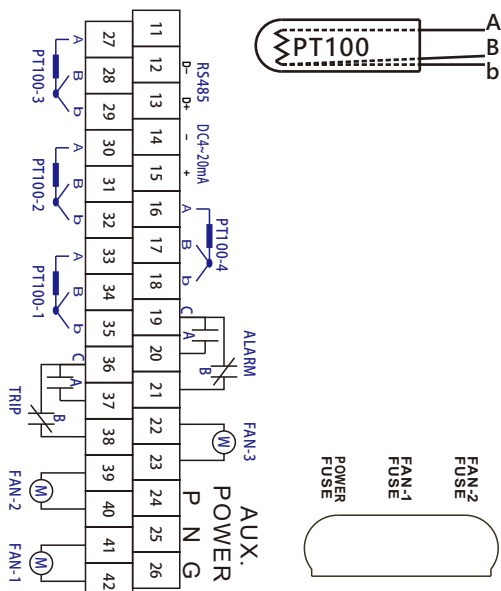 PT100
A
B
b
RS485
D- D+
DC4~20mA
- +
PT100-4
A B b
ALARM
C A B
FAN-3
M
AUX.
POWER
P N G
11 12 13 14 15 16 17 18 19 20 21 22 23 24 25 26
27 28 29 30 31 32 33 34 35 36 37 38 39 40 41 42
A B b
PT100-3
A B b
PT100-2
A B b
PT100-1
C A B
TRIP
M
FAN-2
M
FAN-1
POWER
FUSE
FAN-1
FUSE
FAN-2
FUSE